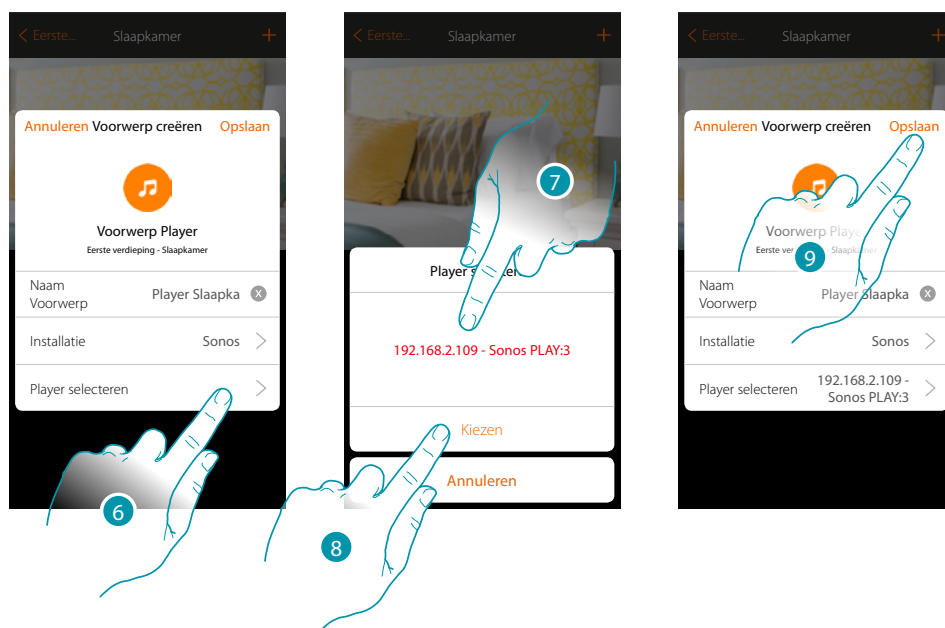 < Eerste... Slaapkamer +
Annuleren Voorwerp creëren Opslaan
Voorwerp Player
Eerste verdieping - Slaapkamer
Naam
Voorwerp
Player Slaapka X
Installatie Sonos >
Player selecteren >
6
< Eerste... Slaapkamer +
7
Player
192.168.2.109 - Sonos PLAY:3
Kiezen
Annuleren
8
< Eerste... Slaapkamer +
Annuleren Voorwerp creëren Opslaan
Voorwerp Playe
9
Eerste ver - Slaapkamer
Naam
Voorwerp
Player Slaapka X
Installatie Sonos >
Player selecteren
192.168.2.109 -
Sonos PLAY:3 >